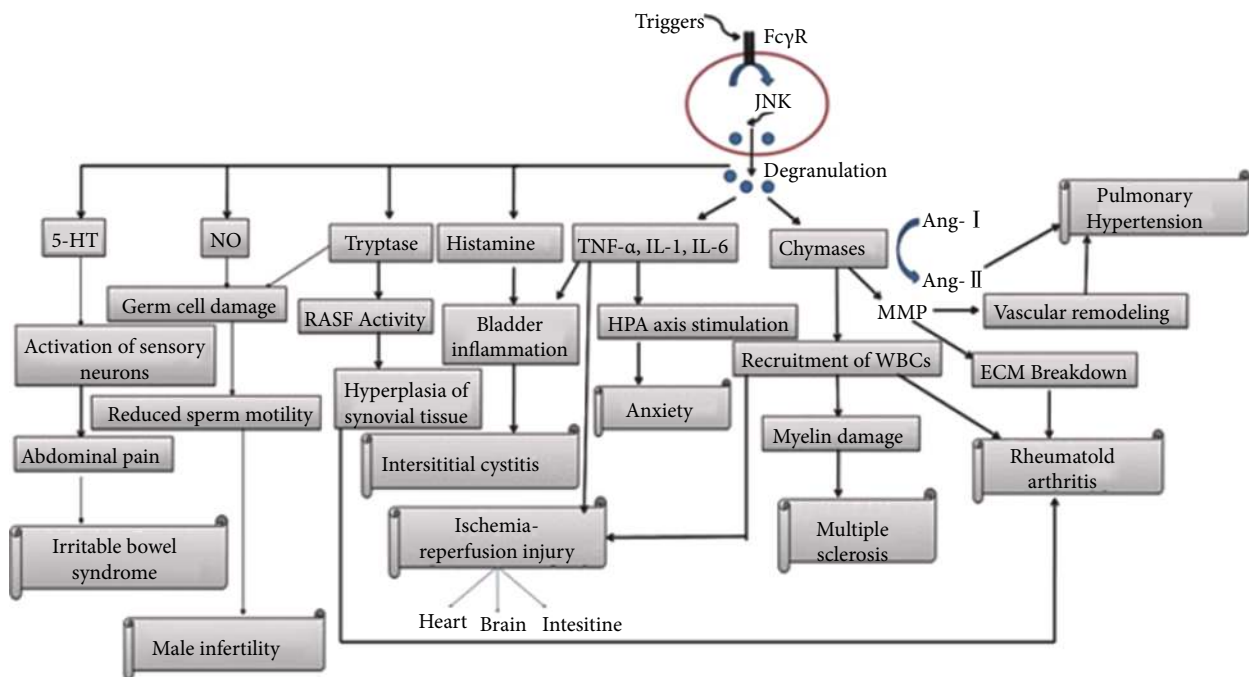 Triggers
FcγR
JNK
Degranulation
5-HT
NO
Tryptase
Histamine
TNF-α, IL-1, IL-6
Chymases
Ang- Ⅰ
Ang- Ⅱ
Pulmonary
Hypertension
Germ cell damage
RASF Activity
Bladder
inflammation
HPA axis stimulation
MMP
Vascular remodeling
Activation of sensory
neurons
Recruitment of WBCs
ECM Breakdown
Reduced sperm motility
Hyperplasia of
synovial tissue
Anxiety
Myelin damage
Abdominal pain
Intersititial cystitis
Rheumatold
arthritis
Irritable bowel
syndrome
Ischemia-
reperfusion injury
Multiple
sclerosis
Heart
Brain
Intesitine
Male infertility